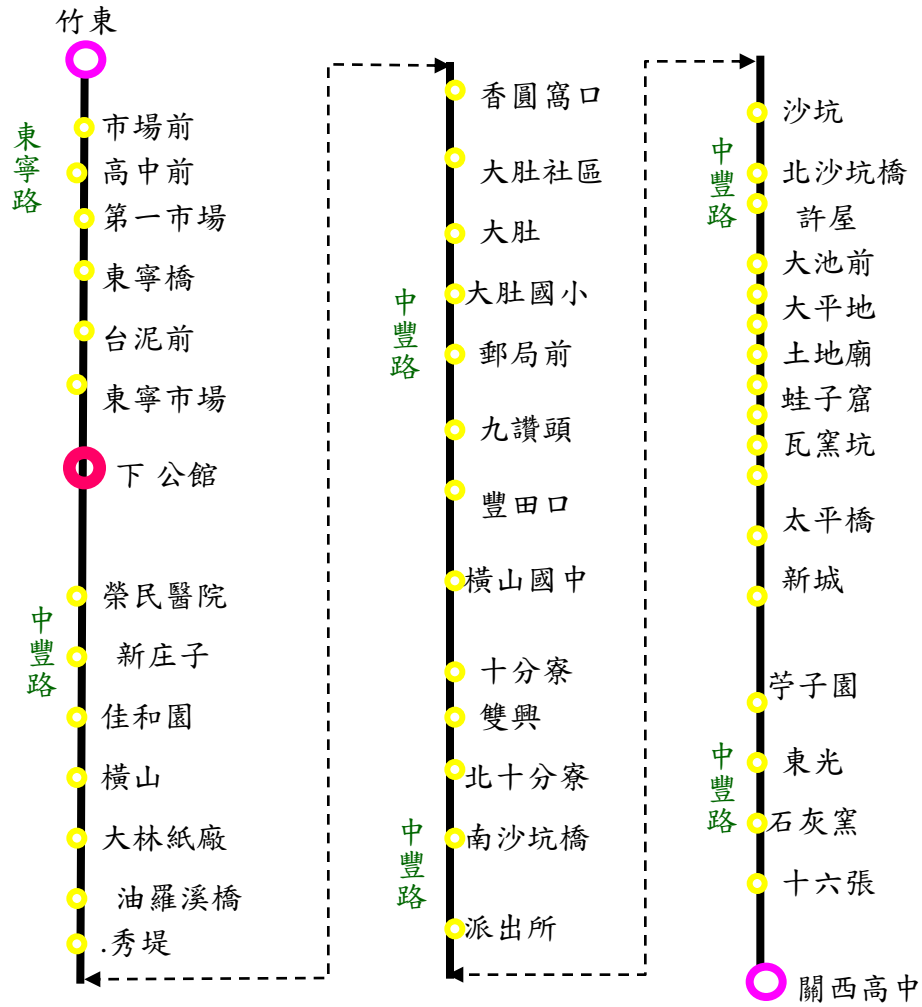 竹東
東寧路
市場前
高中前
第一市場
東寧橋
台泥前
東寧市場
下 公館
中豐路
榮民醫院
新庄子
佳和園
橫山
大林紙廠
油羅溪橋
.秀堤
香圓窩口
大肚社區
大肚
中豐路
大肚國小
郵局前
九讚頭
豐田口
橫山國中
十分寮
雙興
北十分寮
中豐路
南沙坑橋
派出所
沙坑
中豐路
北沙坑橋
許屋
大池前
大平地
土地廟
蛙子窟
瓦窯坑
太平橋
新城
苧子園
中豐路
東光
石灰窯
十六張
關西高中